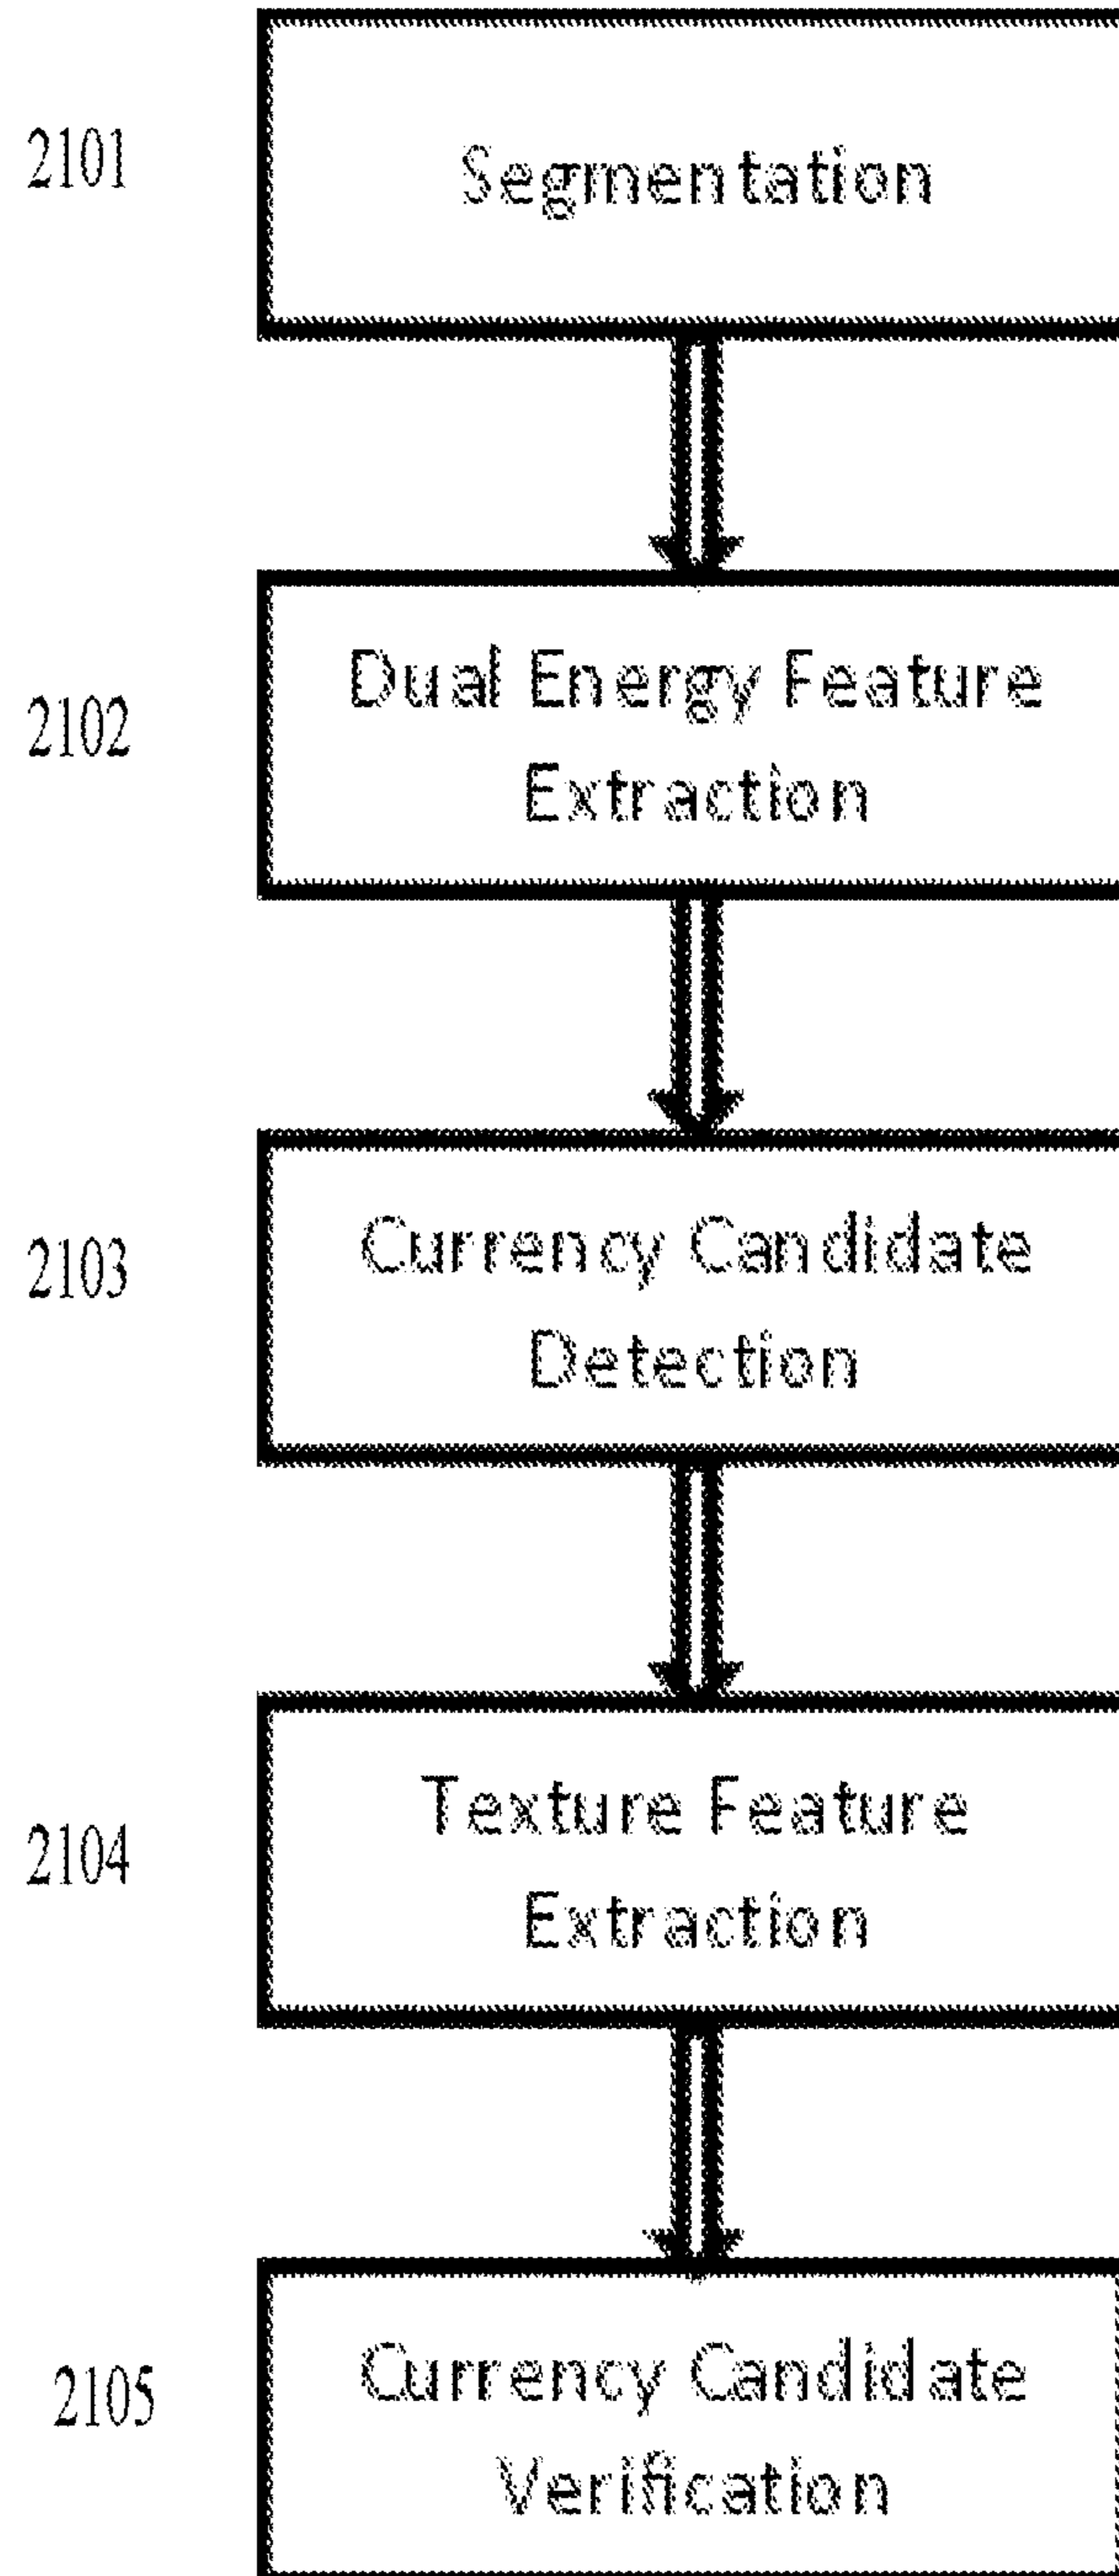 2101
Segmentation
2102
Dual Energy Feature
Extraction
2103
Currency Candidate
Detection
2104
Texture Feature
Extraction
2105
Currency Candidate
Verification